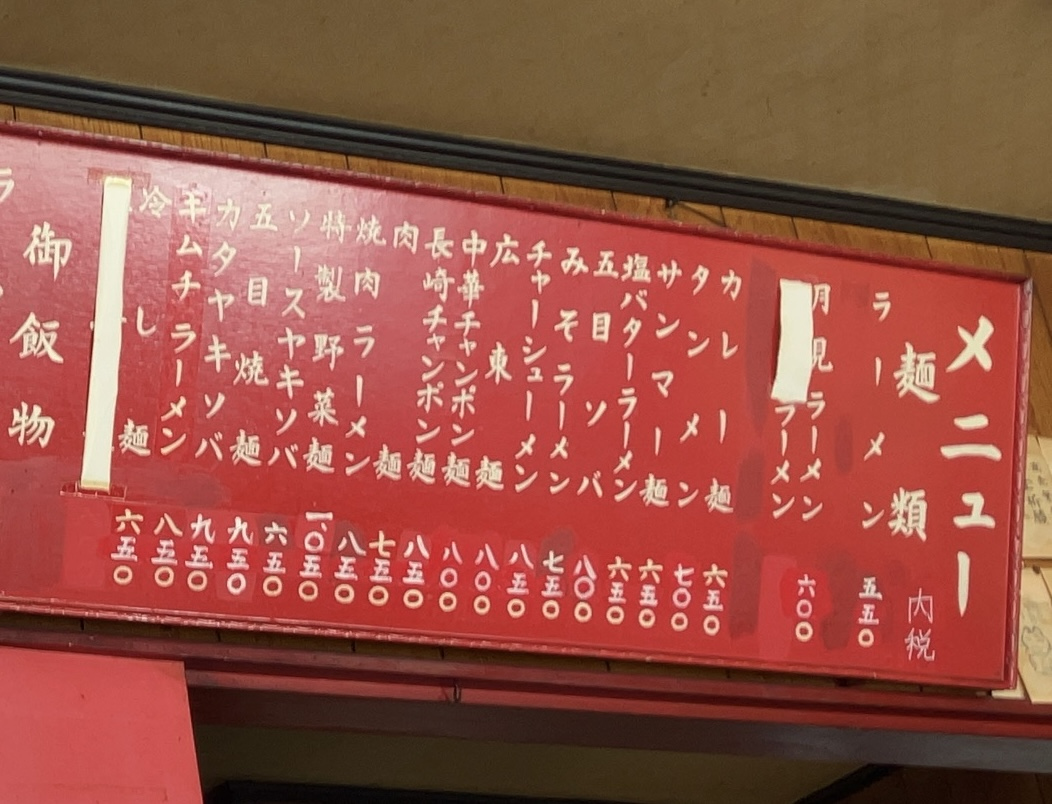 メニュー
麺類 内税
ラーメン 五五〇
月見ラーメン 六〇〇
ラーメン
カレー麺 六五〇
タンメン 七〇〇
サンマー麺 六五〇
塩バターラーメン 六五〇
五目ソバ 八〇〇
みそラーメン 七五〇
チャーシューメン 八五〇
広東麺 八〇〇
中華チャンポン麺 八〇〇
長崎チャンポン麺 八五〇
肉麺 七五〇
焼肉ラーメン 八五〇
特製野菜麺 一、〇五〇
ソースヤキソバ 六五〇
五目焼麺 九五〇
カタヤキソバ 九五〇
キムチラーメン 八五〇
冷し麺 六五〇
御飯物